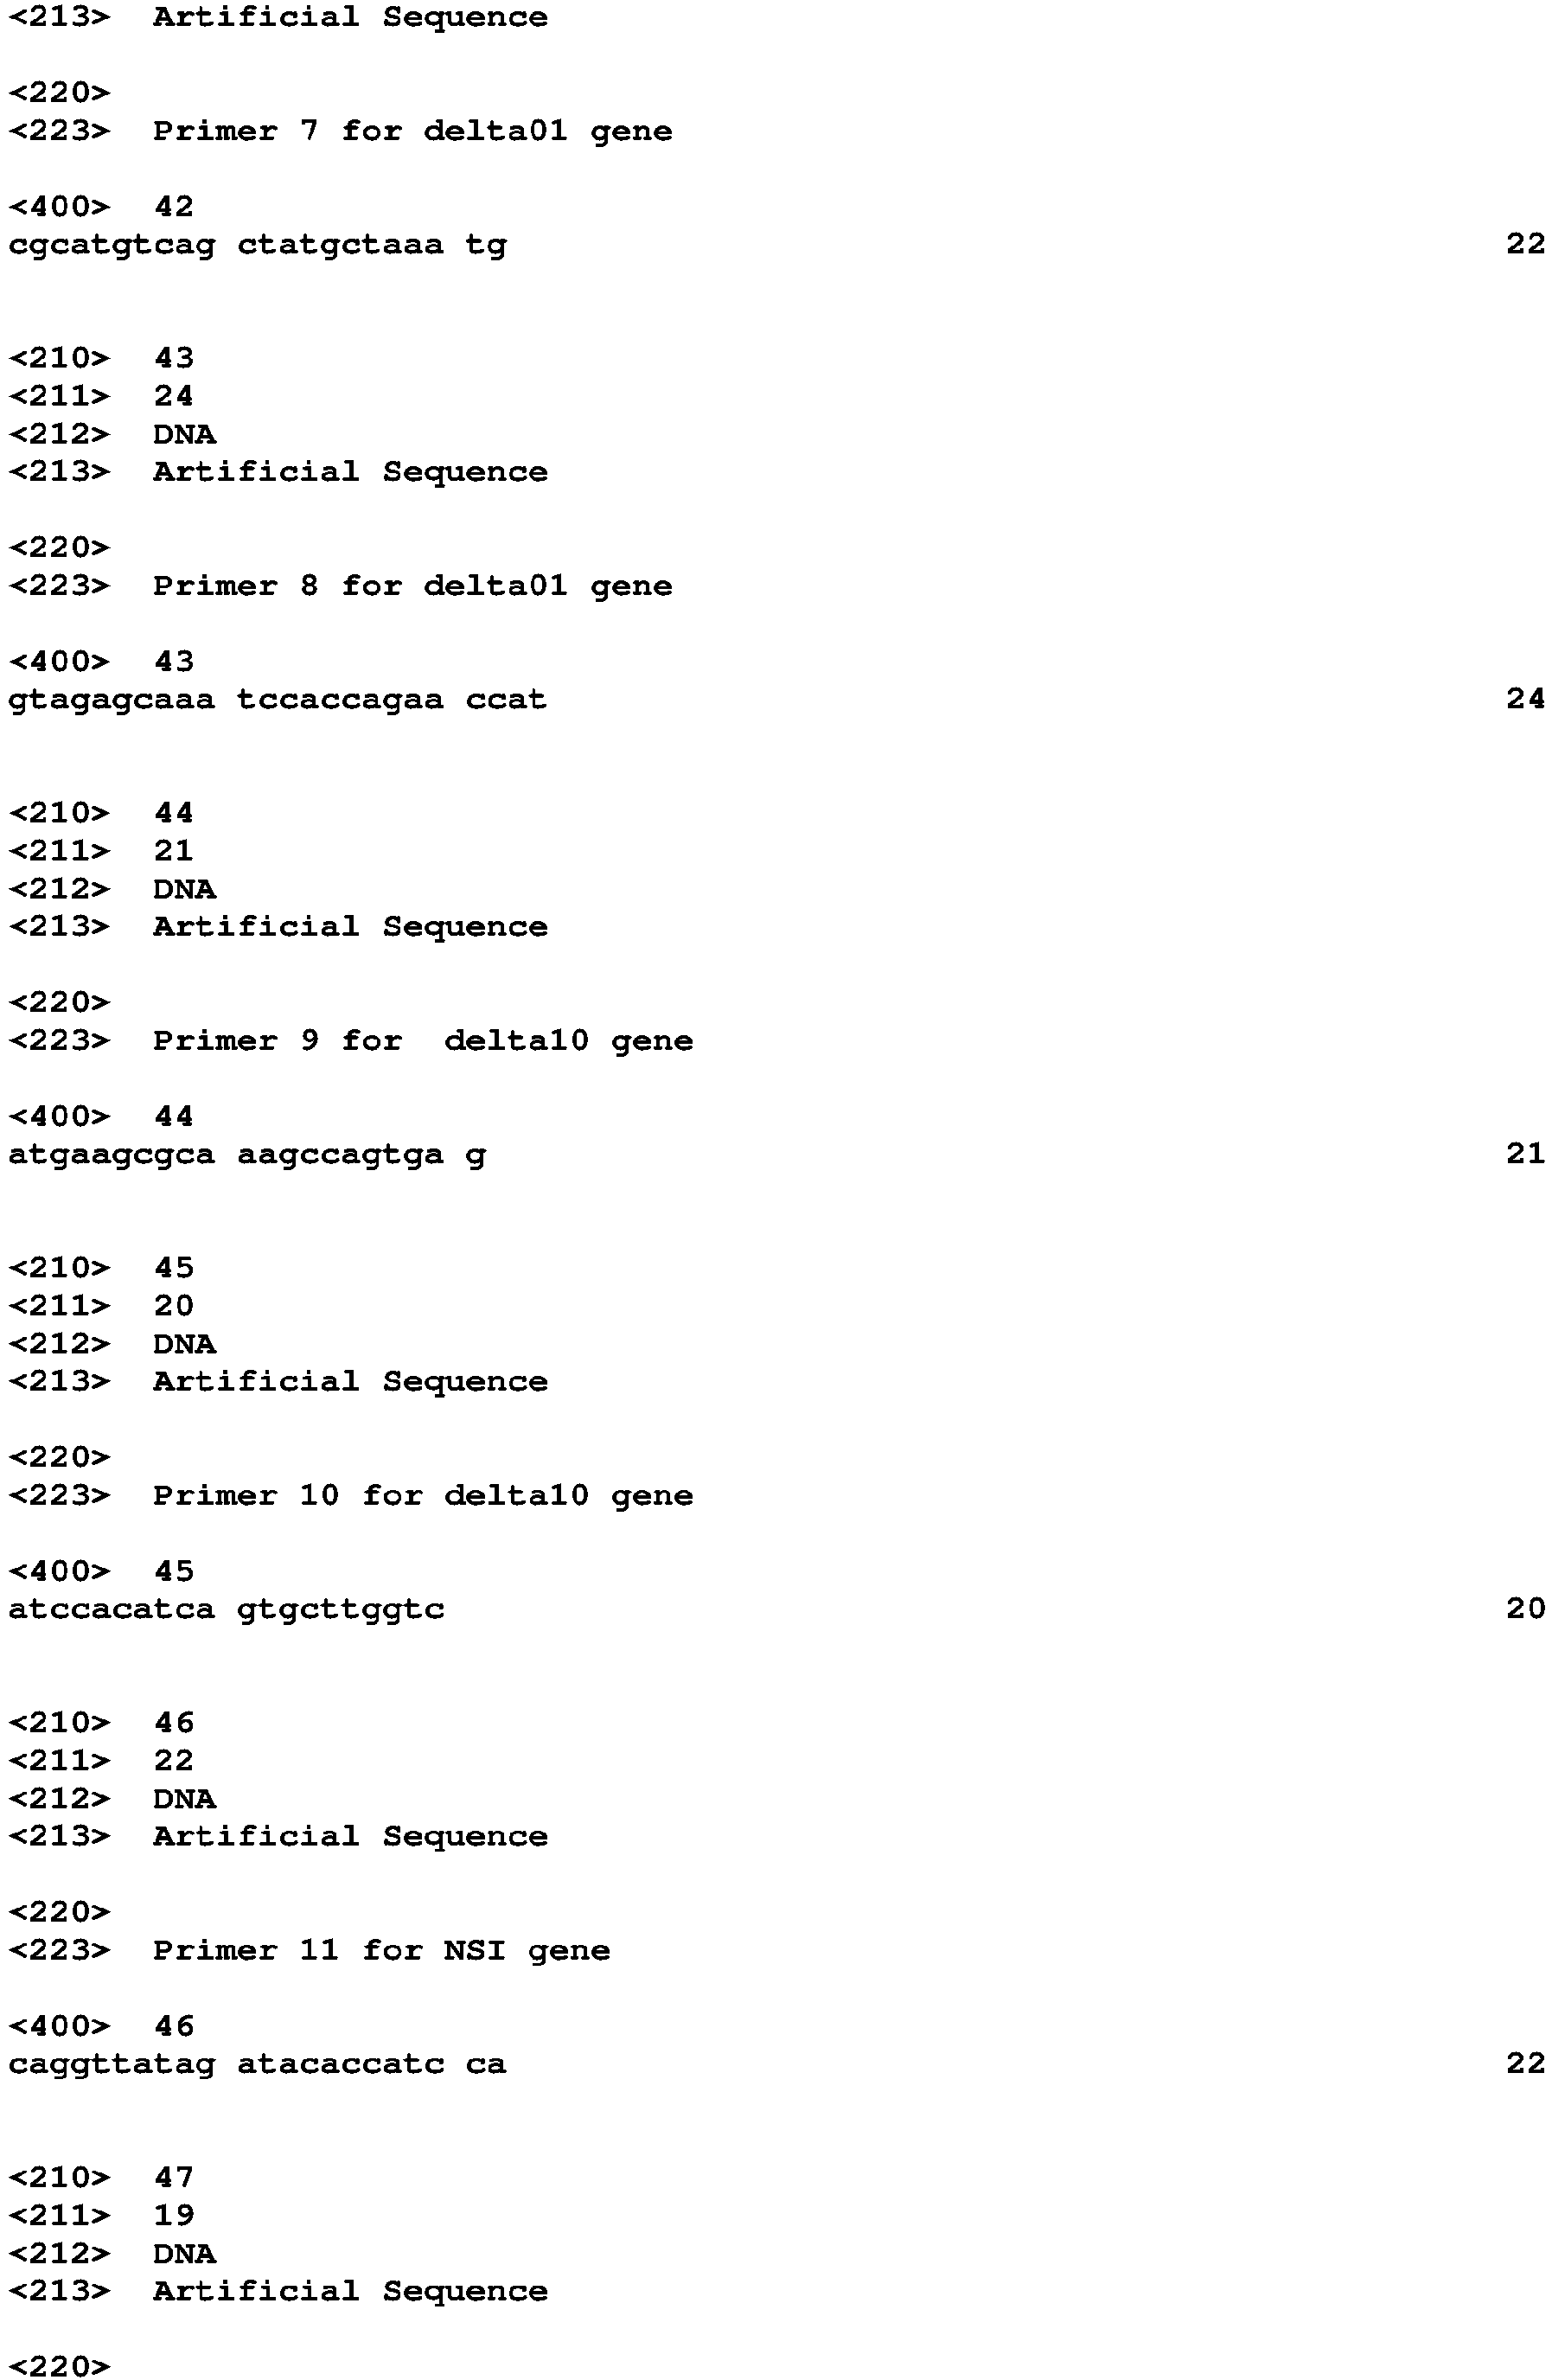 <213>  Artificial Sequence
<220>
<223>  Primer 7 for delta01 gene
<400>  42
cgcatgtcag ctatgctaaa tg 22
<210>  43
<211>  24
<212>  DNA
<213>  Artificial Sequence
<220>
<223>  Primer 8 for delta01 gene
<400>  43
gtagagcaaa tccaccagaa ccat 24
<210>  44
<211>  21
<212>  DNA
<213>  Artificial Sequence
<220>
<223>  Primer 9 for  delta10 gene
<400>  44
atgaagcgca aagccagtga g 21
<210>  45
<211>  20
<212>  DNA
<213>  Artificial Sequence
<220>
<223>  Primer 10 for delta10 gene
<400>  45
atccacatca gtgcttggtc 20
<210>  46
<211>  22
<212>  DNA
<213>  Artificial Sequence
<220>
<223>  Primer 11 for NSI gene
<400>  46
caggttatag atacaccatc ca 22
<210>  47
<211>  19
<212>  DNA
<213>  Artificial Sequence
<220>